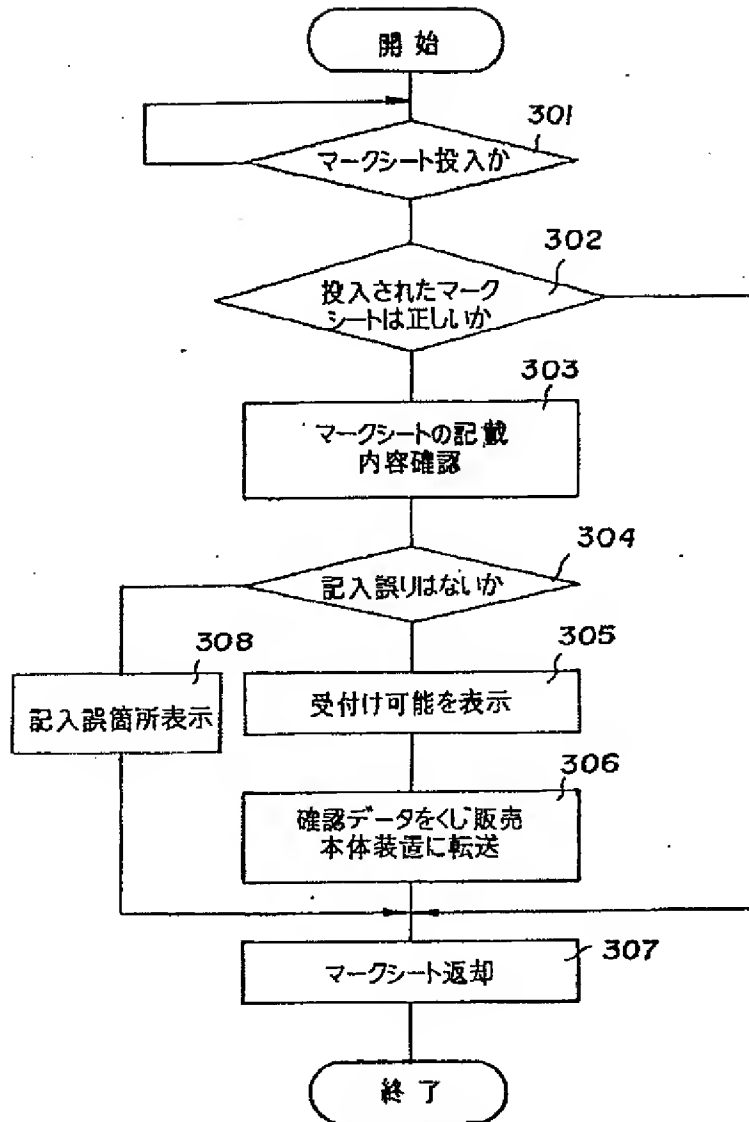 開始
301
マークシート投入か
302
投入されたマーク
シートは正しいか
303
マークシートの記載
内容確認
304
記入誤りはないか
308
記入誤箇所表示
305
受付け可能を表示
306
確認データをくじ販売
本体装置に転送
307
マークシート返却
終了